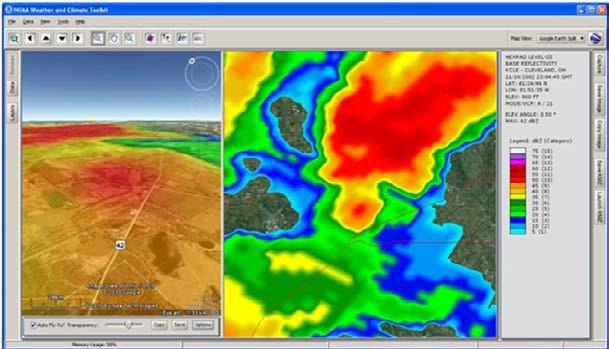 NOAA Weather and Climate Toolkit
File Data View Tools Help
Map View: Google Earth Split
Data
Layers
42
Auto Fly-To? Transparency: Copy Save Options
Memory Usage: 58%
NEXRAD LEVEL-III
BASE REFLECTIVITY
KCLE - CLEVELAND, OH
11/10/2002 23:04:45 GMT
LAT: 41/24/46 N
LON: 81/51/35 W
ELEV: 860 FT
MODE/VCP: A / 21
ELEV ANGLE: 0.50 °
MAX: 62 dBZ
Legend: dBZ (Category)
75 (15)
70 (14)
65 (13)
60 (12)
55 (11)
50 (10)
45 (9)
40 (8)
35 (7)
30 (6)
25 (5)
20 (4)
15 (3)
10 (2)
5 (1)
Capture
Save Image
Copy Image
Save KMZ
Launch KMZ